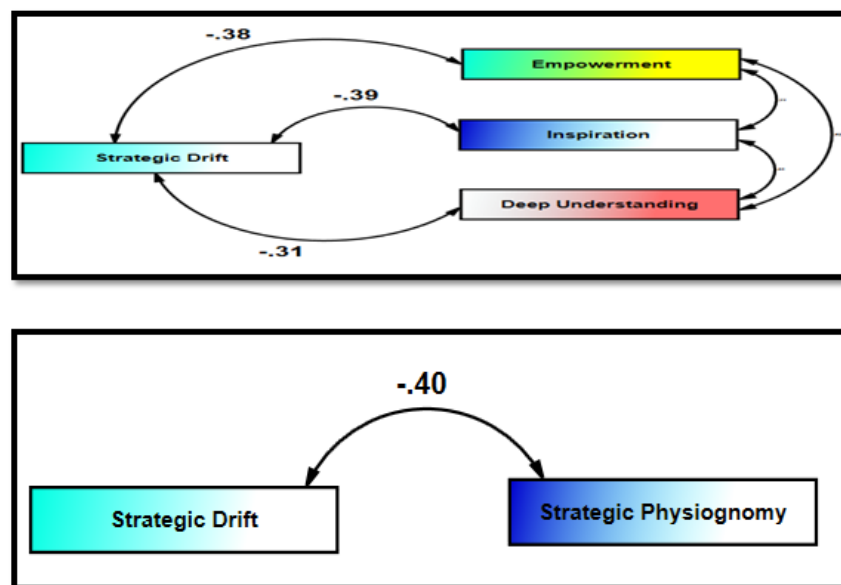 -.38
Empowerment
-.39
Inspiration
Strategic Drift
Deep Understanding
-.31
-.40
Strategic Drift
Strategic Physiognomy